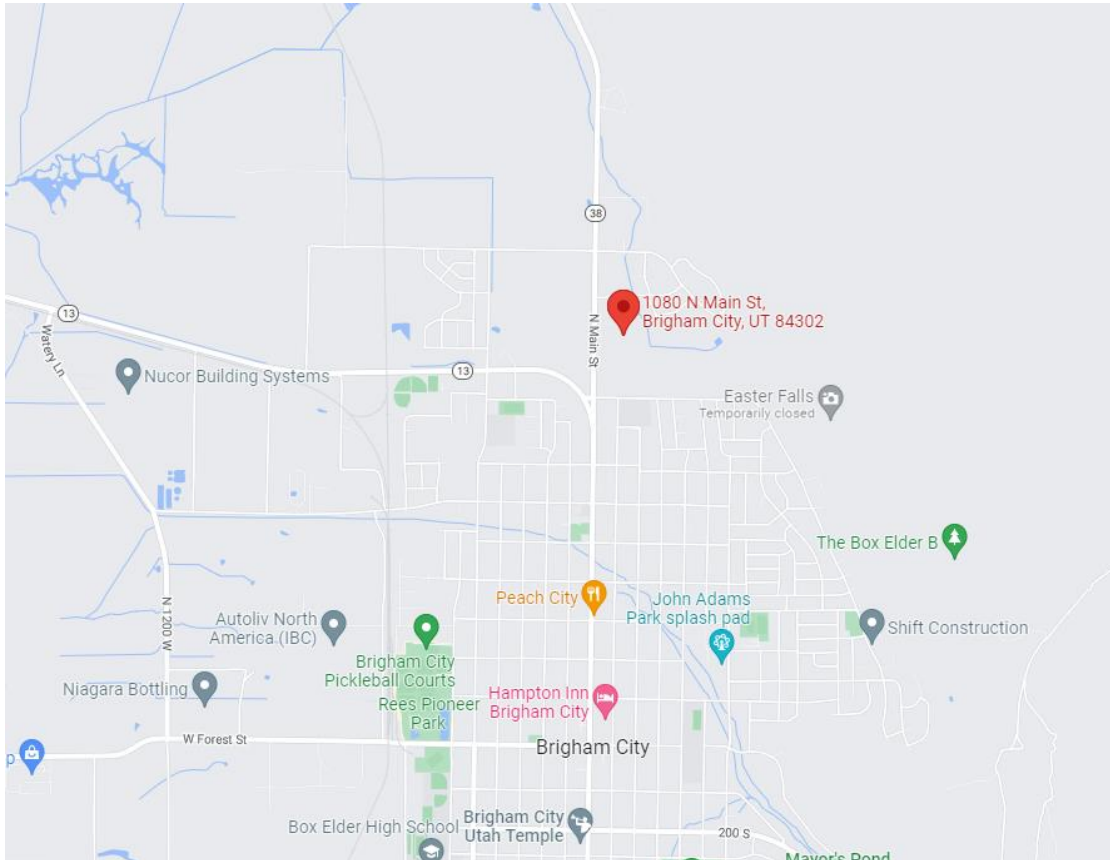 38
1080 N Main St,
Brigham City, UT 84302
13
Watery Ln
N Main St
Nucor Building Systems
13
Easter Falls
Temporarily closed
The Box Elder B
Peach City
John Adams
Park splash pad
N 1200 W
Autoliv North
America (IBC)
Shift Construction
Brigham City
Pickleball Courts
Niagara Bottling
Rees Pioneer
Park
Hampton Inn
Brigham City
W Forest St
Brigham City
p
Brigham City
Utah Temple
Box Elder High School
200 S
Mayor's Pond